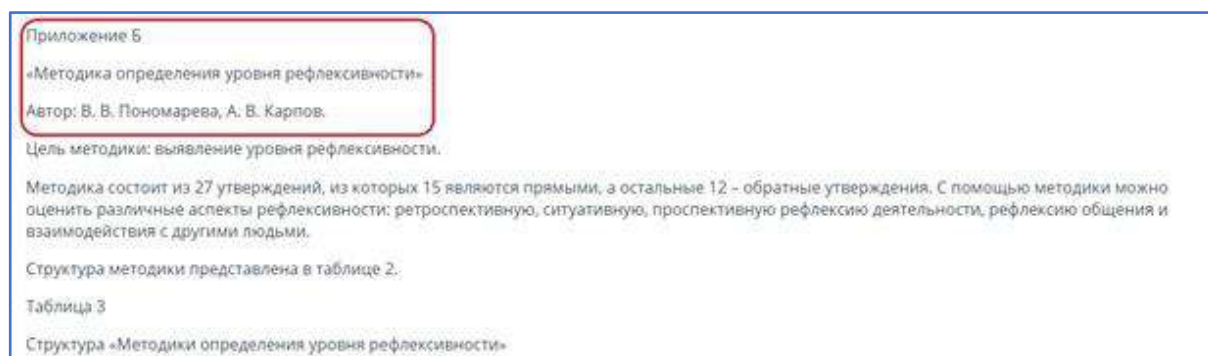 Приложение Б
«Методика определения уровня рефлексивности»
Автор: В. В. Пономарева, А. В. Карпов.
Цель методики: выявление уровня рефлексивности.
Методика состоит из 27 утверждений, из которых 15 являются прямыми, а остальные 12 – обратные утверждения. С помощью методики можно
оценить различные аспекты рефлексивности: ретроспективную, ситуативную, проспективную рефлексию деятельности, рефлексию общения и
взаимодействия с другими людьми.
Структура методики представлена в таблице 2.
Таблица 3
Структура «Методики определения уровня рефлексивности»